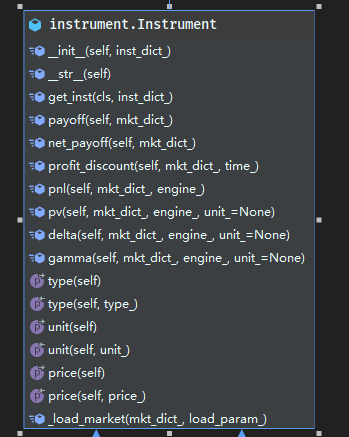 instrument.Instrument
__init__(self, inst_dict_)
__str__(self)
get_inst(cls, inst_dict_)
payoff(self, mkt_dict_)
net_payoff(self, mkt_dict_)
profit_discount(self, mkt_dict_, time_)
pnl(self, mkt_dict_, engine_)
pv(self, mkt_dict_, engine_, unit_=None)
delta(self, mkt_dict_, engine_, unit_=None)
gamma(self, mkt_dict_, engine_, unit_=None)
type(self)
type(self, type_)
unit(self)
unit(self, unit_)
price(self)
price(self, price_)
_load_market(mkt_dict_, load_param_)